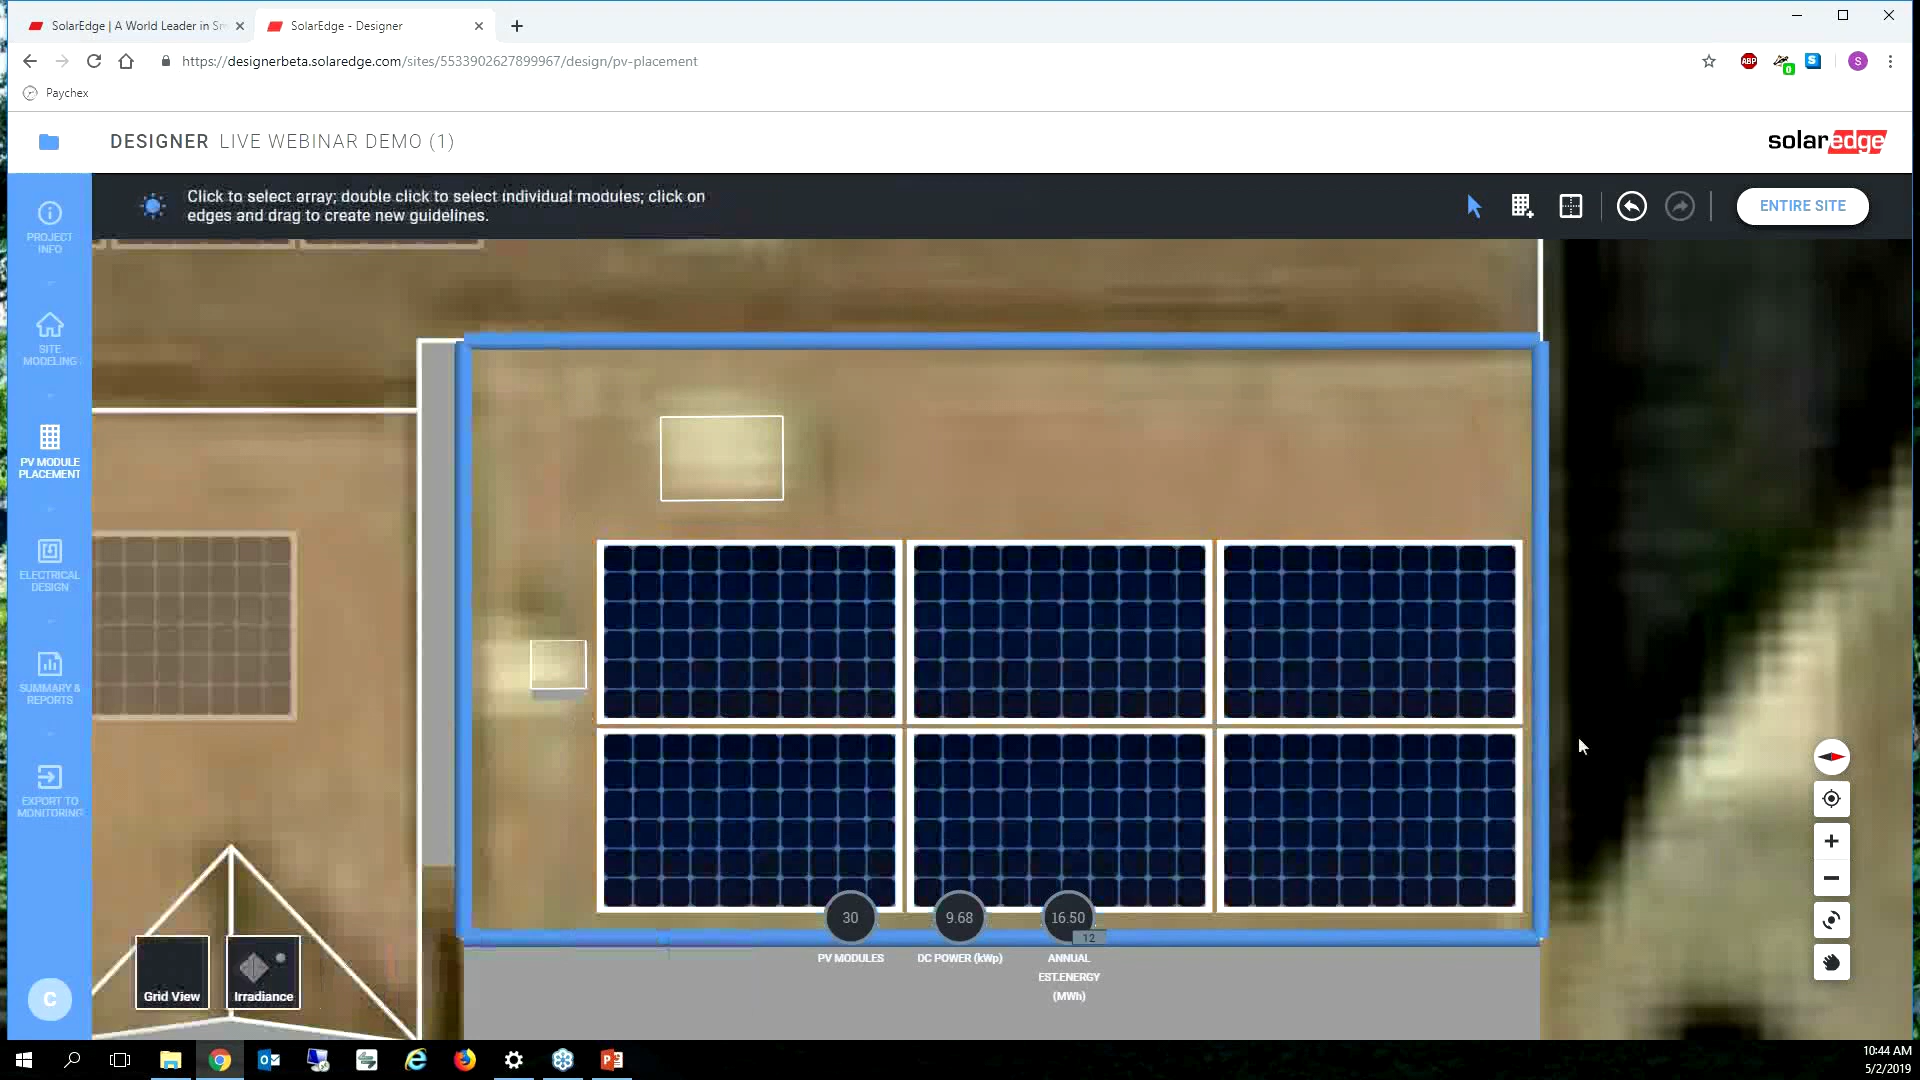 SolarEdge | A World Leader in Sm
SolarEdge - Designer
https://designerbeta.solaredge.com/sites/5533902627899967/design/pv-placement
ABP
0
S
S
Paychex
DESIGNER LIVE WEBINAR DEMO (1)
solaredge
Click to select array; double click to select individual modules; click on
edges and drag to create new guidelines.
ENTIRE SITE
PROJECT
INFO
SITE
MODELING
PV MODULE
PLACEMENT
ELECTRICAL
DESIGN
SUMMARY &
REPORTS
EXPORT TO
MONITORING
C
Grid View
Irradiance
30
9.68
16.50
12
PV MODULES
DC POWER (kWp)
ANNUAL
EST.ENERGY
(MWh)
10:44 AM
5/2/2019